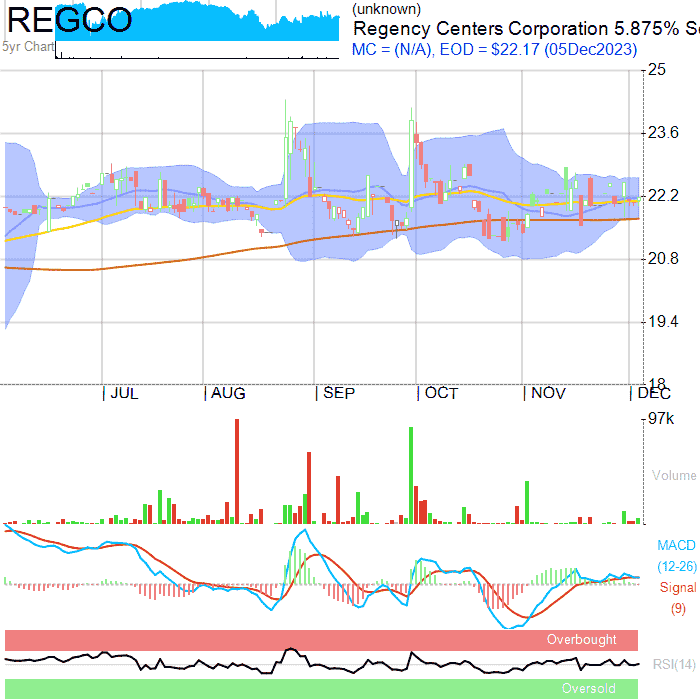 REGCO
5yr Chart
(unknown)
Regency Centers Corporation 5.875% Se
MC = (N/A), EOD = $22.17 (05Dec2023)
25
23.6
22.2
20.8
19.4
18
JUL AUG SEP OCT NOV DEC
97k
Volume
MACD
(12-26)
Signal
(9)
Overbought
RSI(14)
Oversold